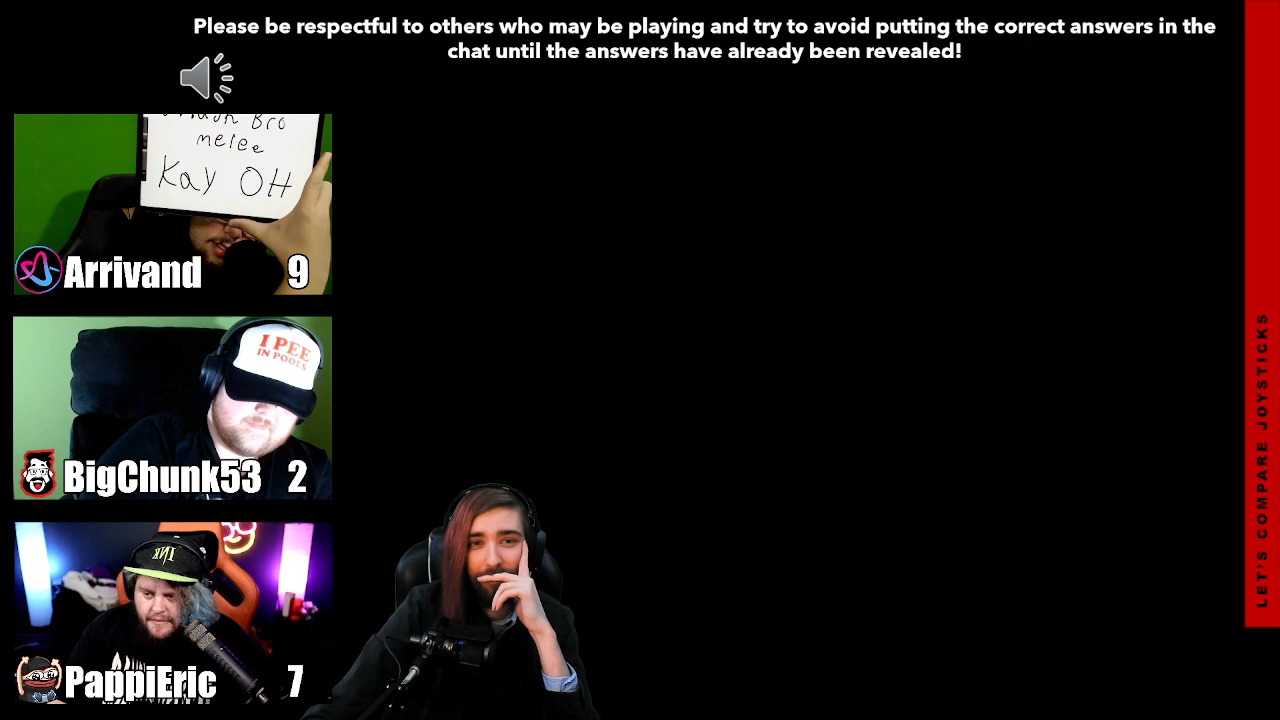 Please be respectful to others who may be playing and try to avoid putting the correct answers in the
chat until the answers have already been revealed!
Bro
melee
Kay OH
Arrivand 9
I PEE
IN POOLS
BigChunk53 2
INK
PappiEric 7
LET'S COMPARE JOYSTICKS